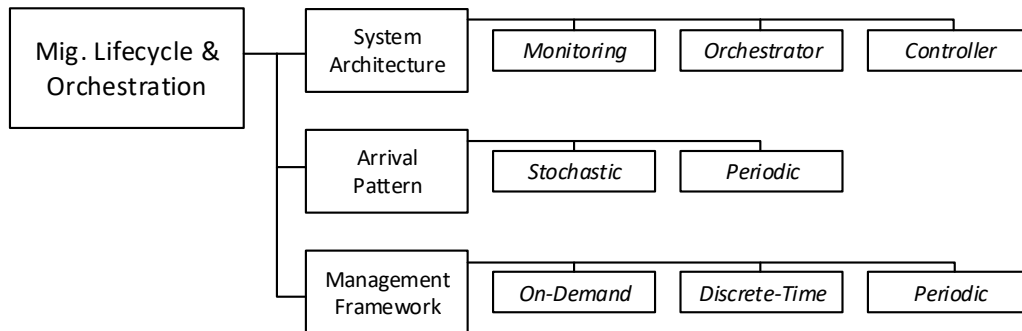 Mig. Lifecycle &
Orchestration
System
Architecture
Monitoring
Orchestrator
Controller
Arrival
Pattern
Stochastic
Periodic
Management
Framework
On-Demand
Discrete-Time
Periodic